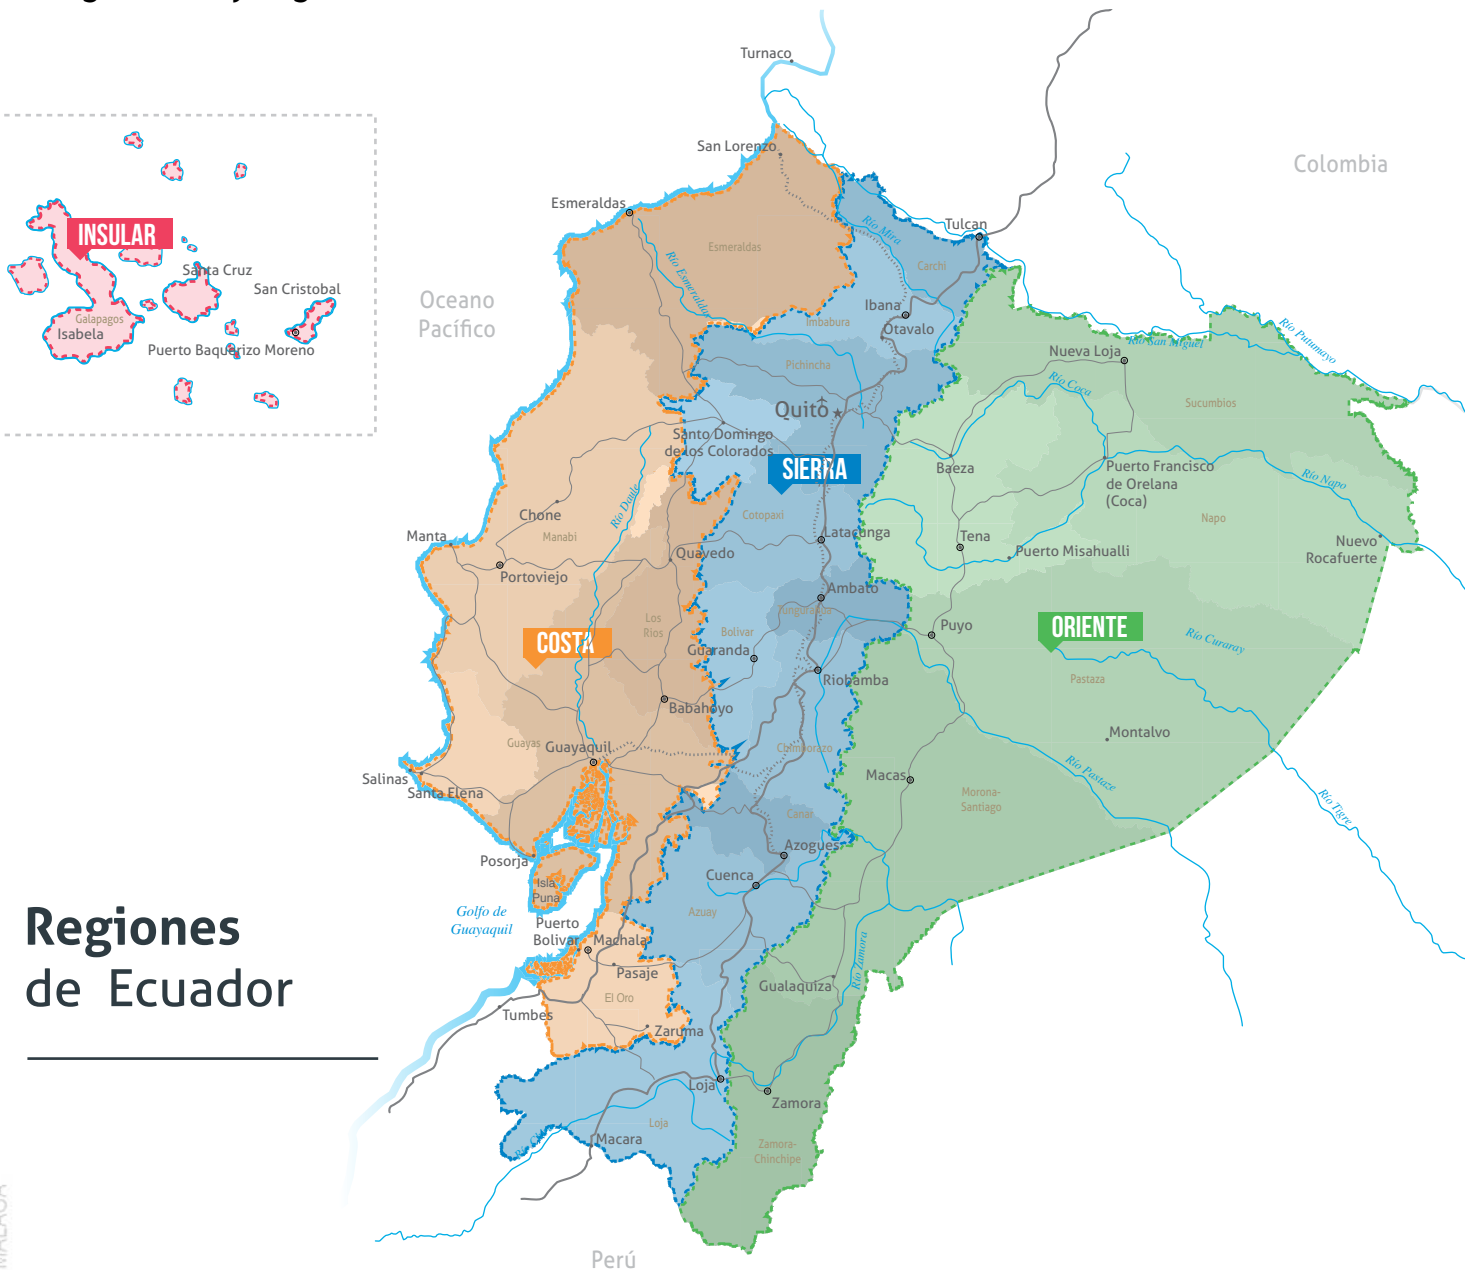 Turnaco
San Lorenzo
Colombia
Esmeraldas
Río Mira
Tulcan
INSULAR
Esmeraldas
Río Esmeraldas
Carchi
Santa Cruz
San Cristobal
Oceano
Pacífico
Ibana
Imbabura
Otavalo
Galapagos
Isabela
Puerto Baquerizo Moreno
Río San Miguel
Río Putumayo
Nueva Loja
Pichincha
Río Coca
Sucumbios
Quito
Santo Domingo
de los Colorados
SIERRA
Baeza
Puerto Francisco
de Orelana
(Coca)
Río Napo
Río Daule
Chone
Manabi
Cotopaxi
Napo
Manta
Latacunga
Tena
Nuevo
Rocafuerte
Quavedo
Puerto Misahualli
Portoviejo
Ambato
Tungurahua
Los
Rios
COSTA
Bolivar
Guaranda
Puyo
ORIENTE
Río Curaray
Riobamba
Pastaza
Babahoyo
Guayas
Guayaquil
Chimborazo
Montalvo
Salinas
Santa Elena
Macas
Río Pastaze
Morona-
Santiago
Río Tigre
Canar
Azogues
Posorja
Isla
Puna
Cuenca
Golfo de
Guayaquil
Azuay
Puerto
Bolivar
Machala
Regiones
de Ecuador
Pasaje
Río Zamora
Gualaquiza
El Oro
Tumbes
Zaruma
Loja
Zamora
Loja
Macara
Zamora-
Chinchipe
Perú
MALAGA